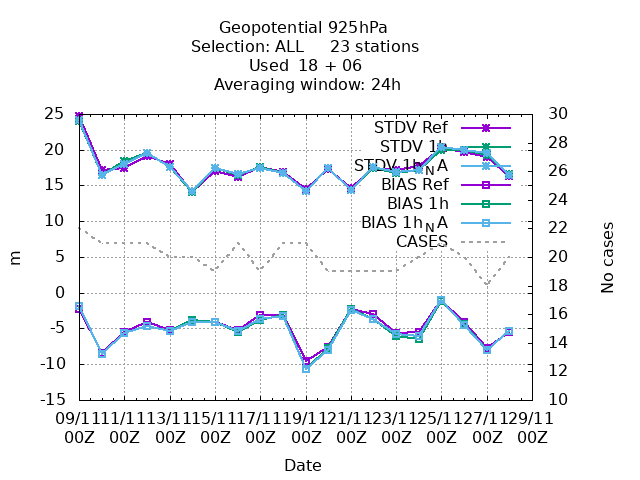 Geopotential 925hPa
Selection: ALL 23 stations
Used 18 + 06
Averaging window: 24h
25
20
15
10
5
0
-5
-10
-15
m
30
28
26
24
22
20
18
16
14
12
10
No cases
STDV Ref
STDV 1h
STDV 1hNA
BIAS Ref
BIAS 1h
BIAS 1hNA
CASES
09/11 11/11 13/11 15/11 17/11 19/11 21/11 23/11 25/11 27/11 29/11
00Z 00Z 00Z 00Z 00Z 00Z 00Z 00Z 00Z 00Z 00Z
Date